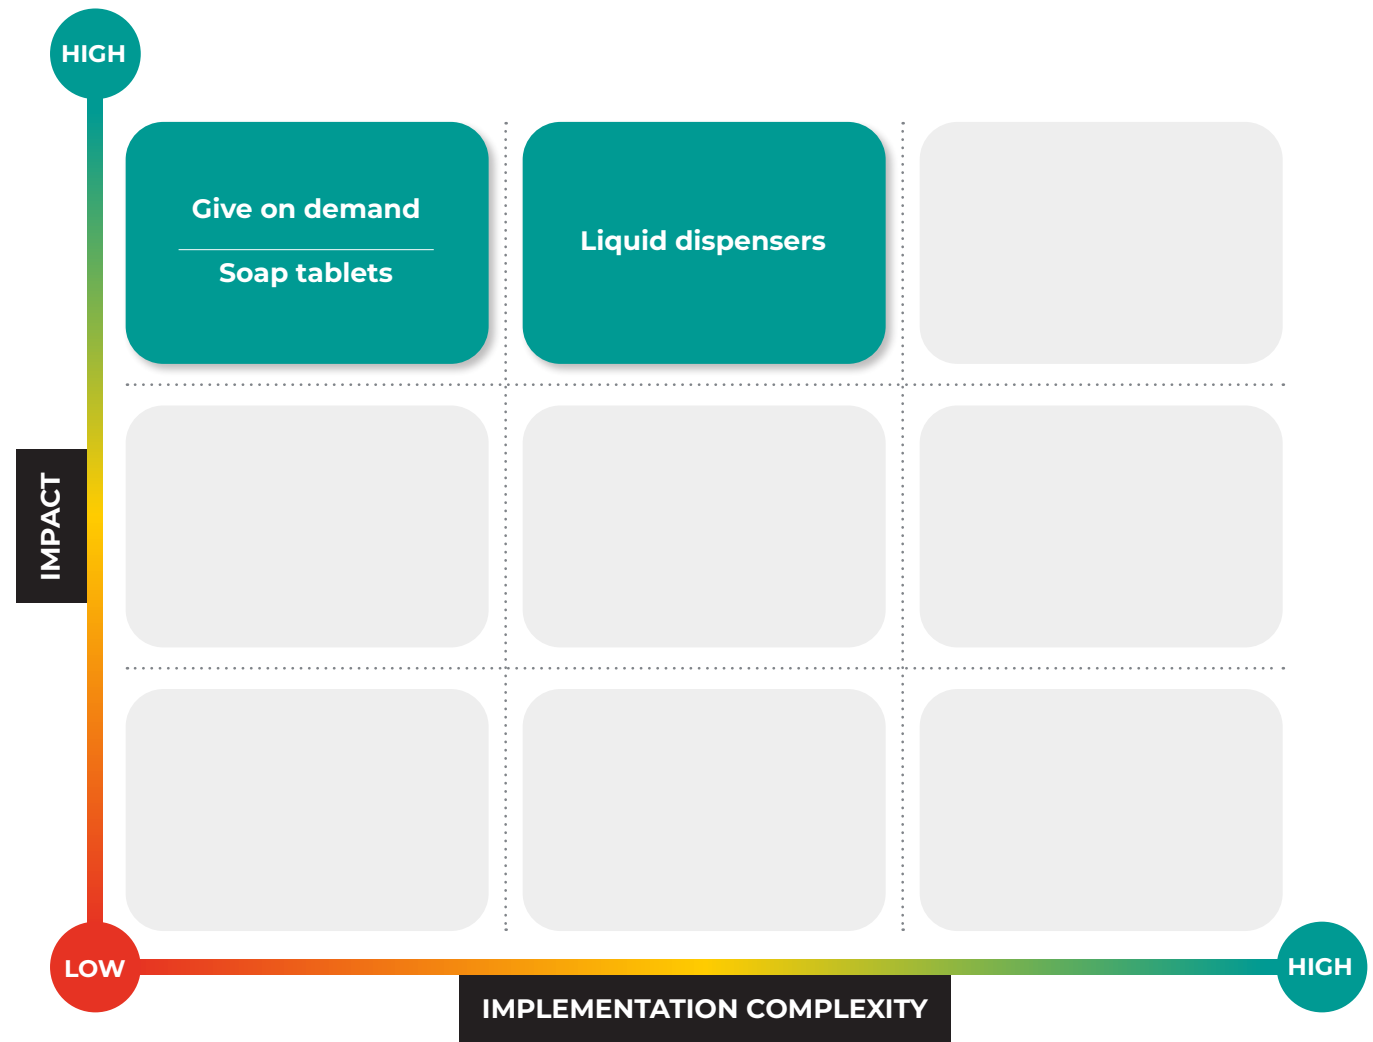 HIGH
Give on demand
Soap tablets
Liquid dispensers
IMPACT
LOW
HIGH
IMPLEMENTATION COMPLEXITY